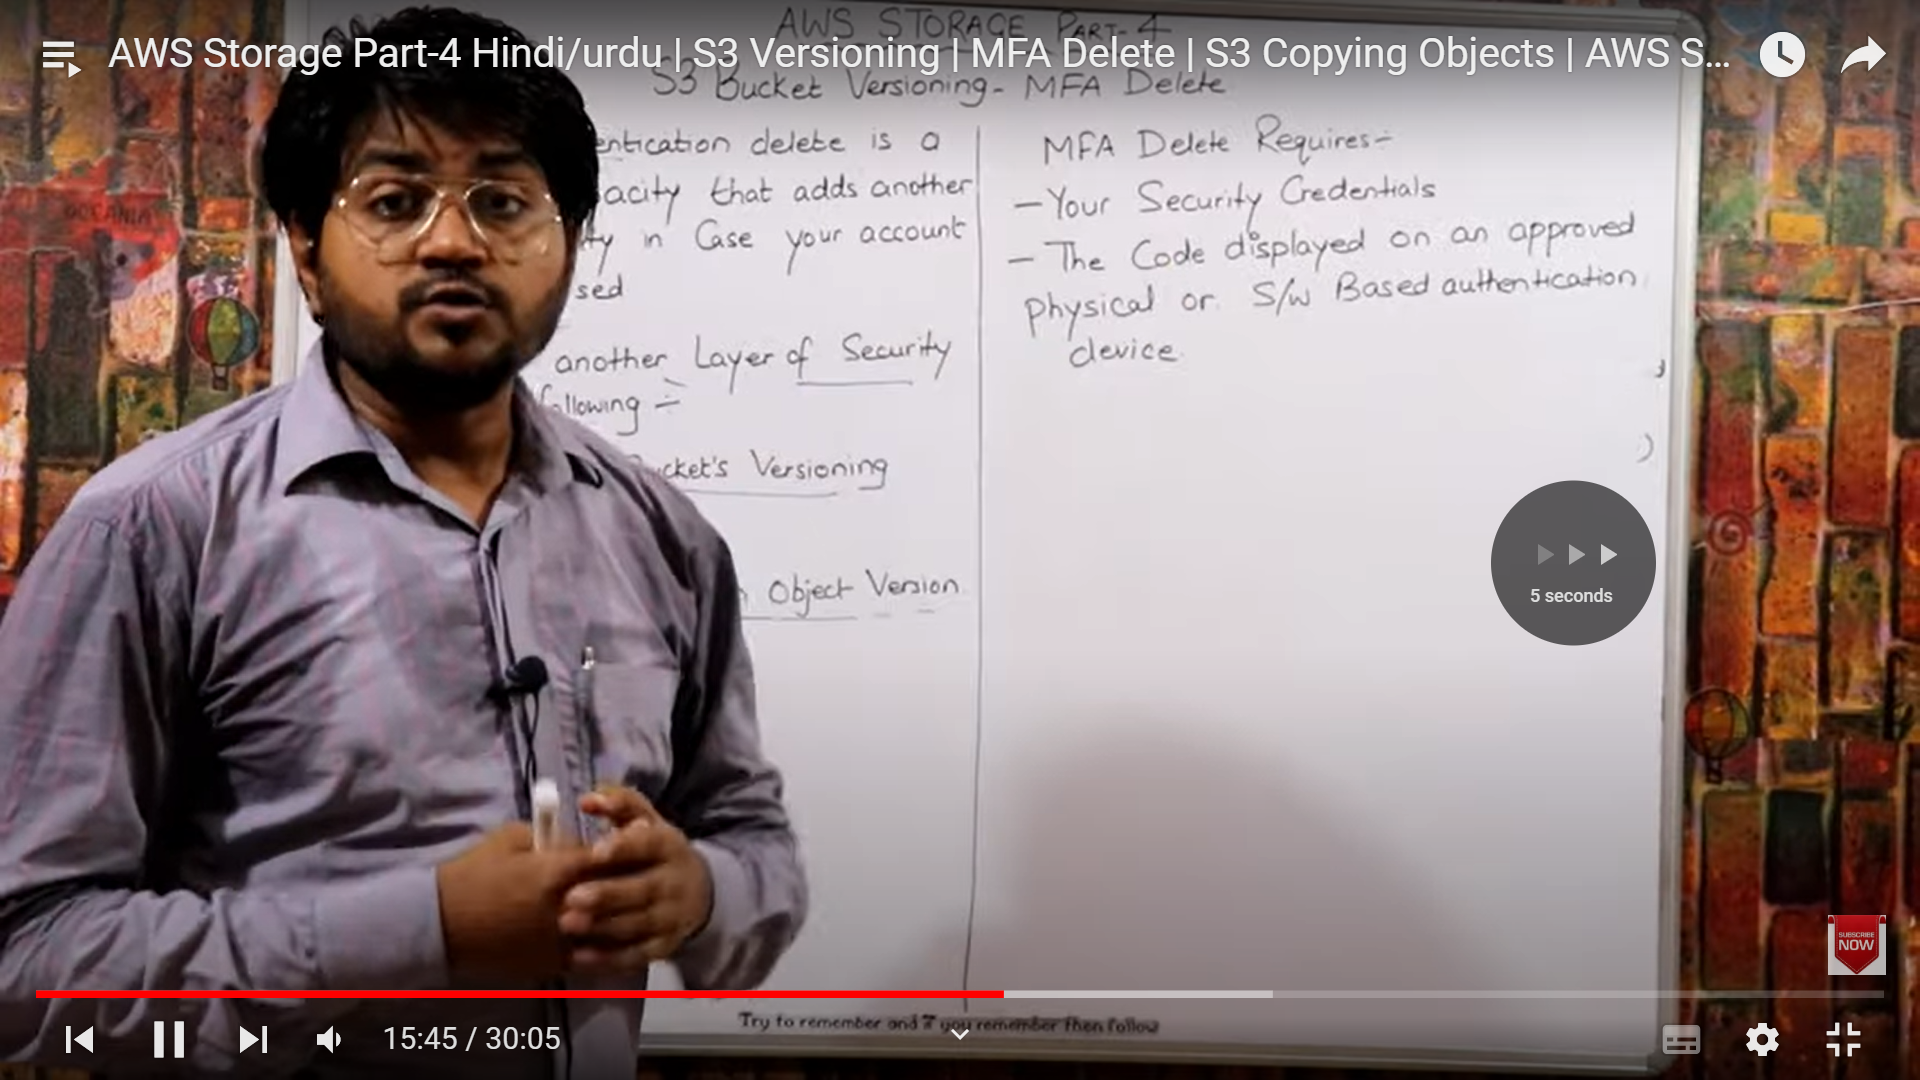 AWS STORAGE PART-4
AWS Storage Part-4 Hindi/urdu | S3 Versioning | MFA Delete | S3 Copying Objects | AWS S...
S3 Bucket Versioning- MFA Delete
entication delete is a
acity that adds another
ty in Case your account
sed
another Layer of Security
ollowing ÷
ucket's Versioning
Object Version
MFA Delete Requires÷
- Your Security Credentials
- The Code displayed on an approved
physical or S/w Based authentication
device
OCEANIA
5 seconds
SUBSCRIBE
NOW
Try to remember and if you remember then follow
15:45 / 30:05